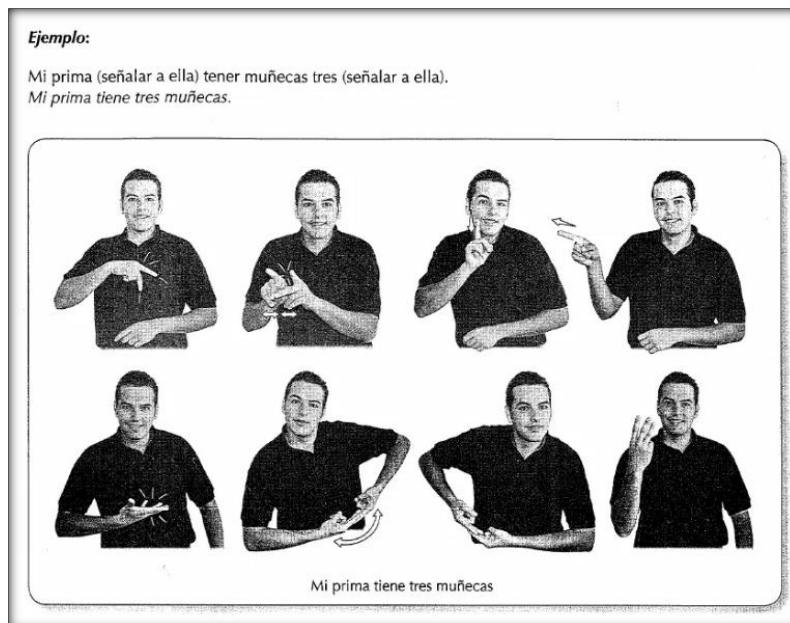 Ejemplo:
Mi prima (señalar a ella) tener muñecas tres (señalar a ella).
Mi prima tiene tres muñecas.
Mi prima tiene tres muñecas